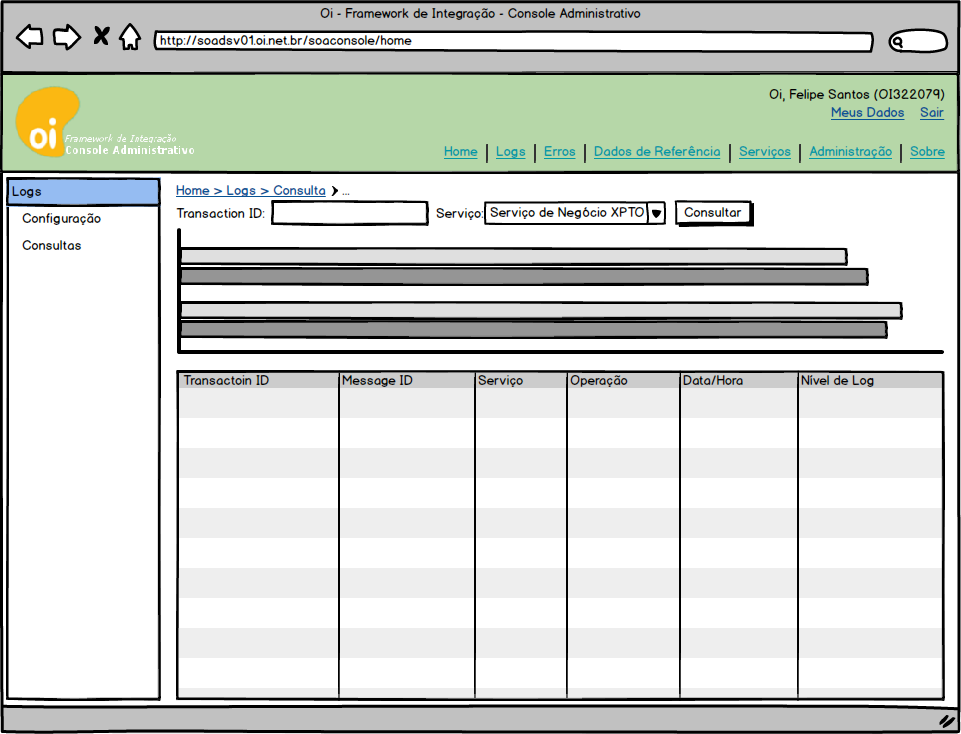 Oi - Framework de Integração - Console Administrativo
http://soadsv01.oi.net.br/soaconsole/home
Oi, Felipe Santos (OI322079)
Meus Dados Sair
oi
Framework de Integração
Console Administrativo
Home | Logs | Erros | Dados de Referência | Serviços | Administração | Sobre
Logs
Configuração
Consultas
Home > Logs > Consulta > ...
Transaction ID: Serviço: Serviço de Negócio XPTO Consultar
Transactoin ID Message ID Serviço Operação Data/Hora Nível de Log